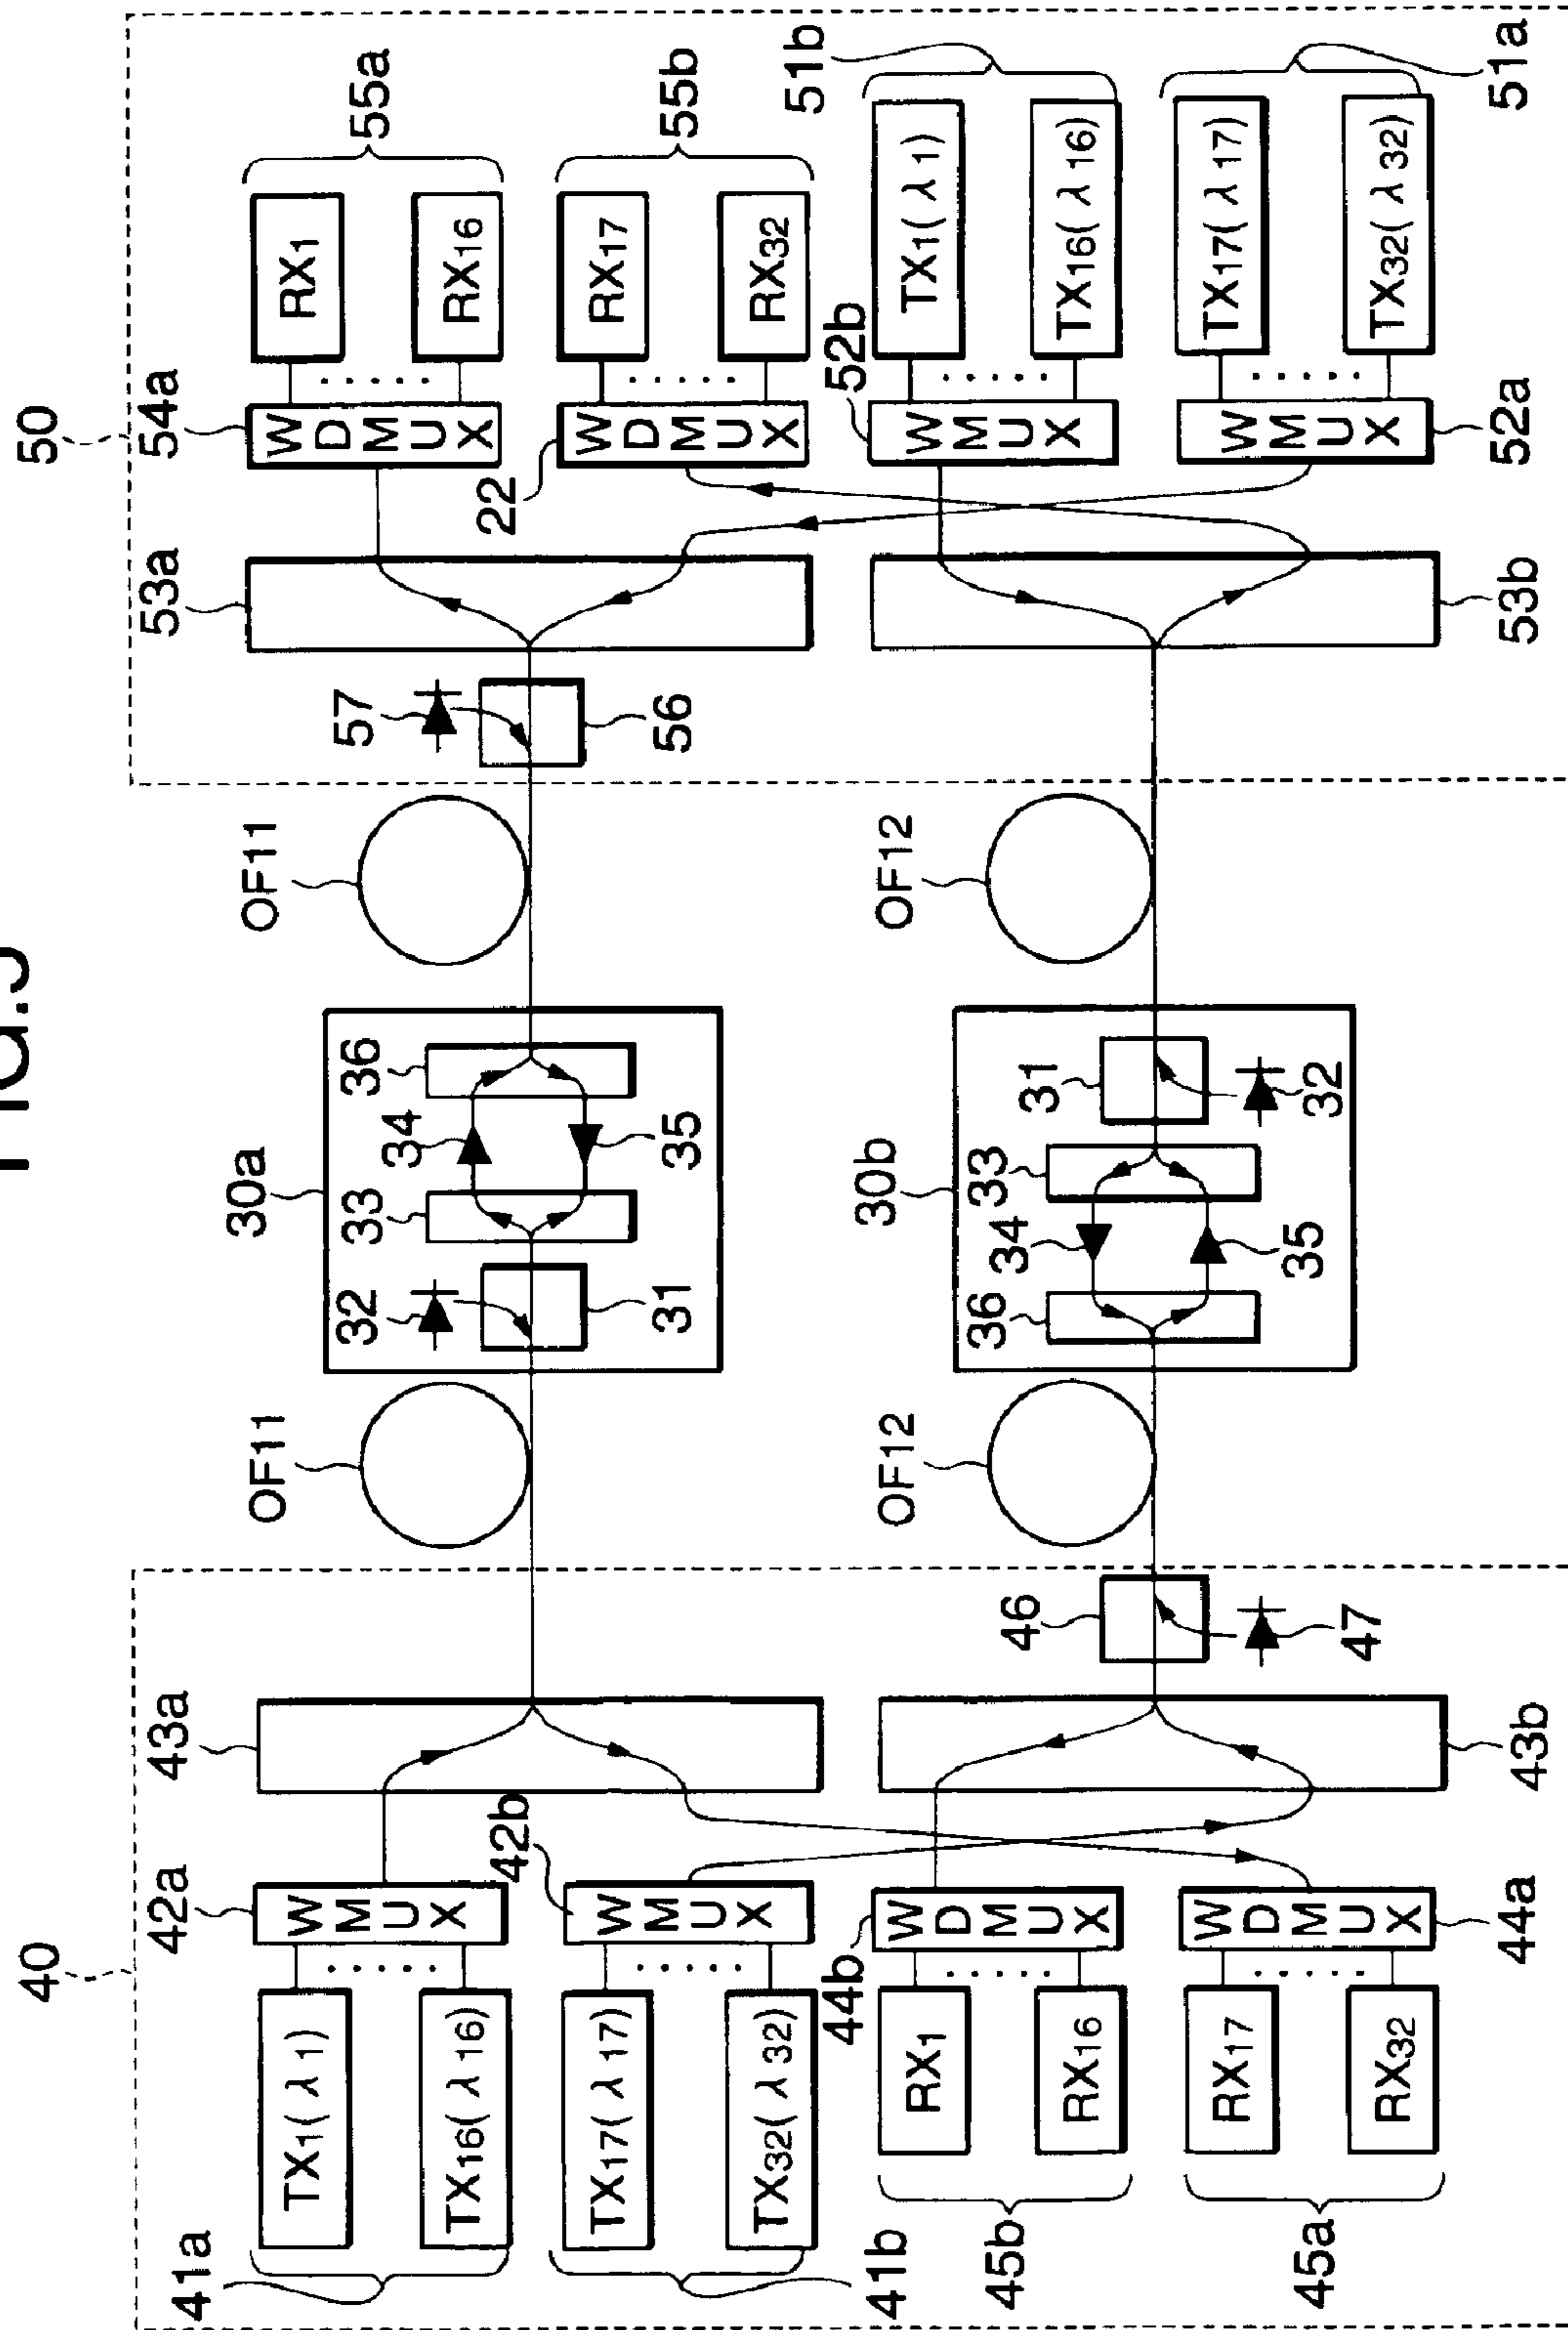 40
50
41a
TX1(λ1)
TX16(λ16)
42a
WMUX
43a
41b
TX17(λ17)
TX32(λ32)
42b
WMUX
44b
WDMUX
RX1
RX16
45b
43b
WDMUX
44a
RX17
RX32
45a
46
47
OF11
OF12
30a
32
31
33
34
35
36
30b
36
34
35
33
31
32
OF11
OF12
57
56
53a
54a
WDMUX
RX1
RX16
55a
22
WDMUX
RX17
RX32
55b
53b
52b
WMUX
TX1(λ1)
TX16(λ16)
51b
WMUX
52a
TX17(λ17)
TX32(λ32)
51a